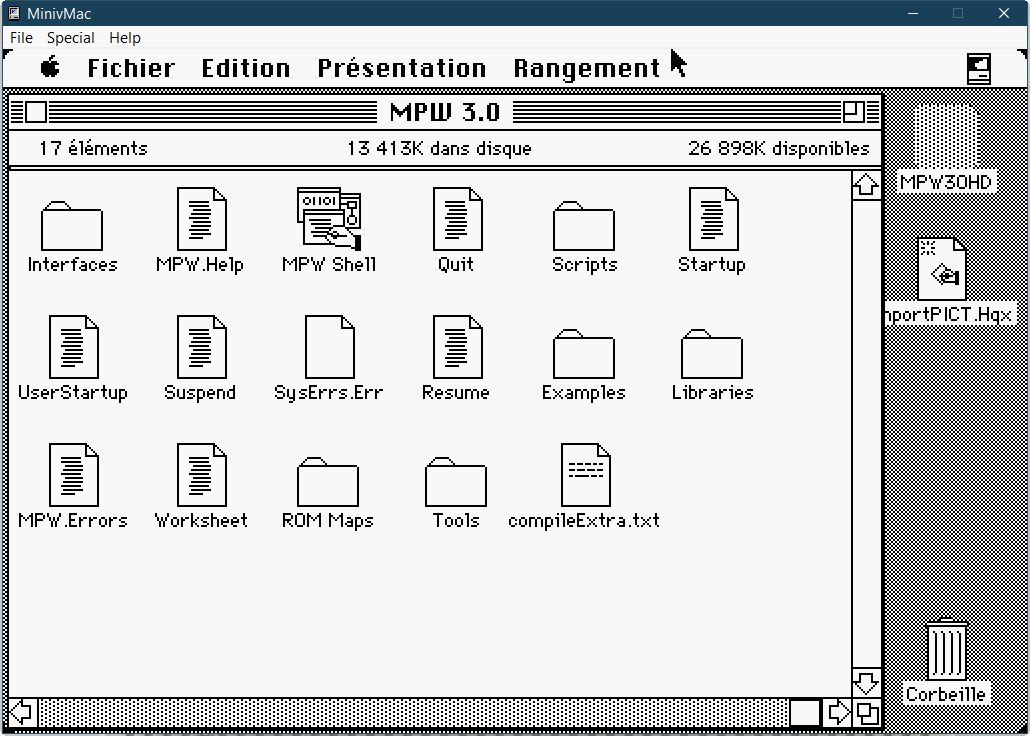 MinivMac
File Special Help
Fichier Edition Présentation Rangement
MPW 3.0
17 éléments 13 413K dans disque 26 898K disponibles
MPW30HD
Interfaces MPW.Help MPW Shell Quit Scripts Startup
nportPICT.Hqx
UserStartup Suspend SysErrs.Err Resume Examples Libraries
MPW.Errors Worksheet ROM Maps Tools compileExtra.txt
Corbeille